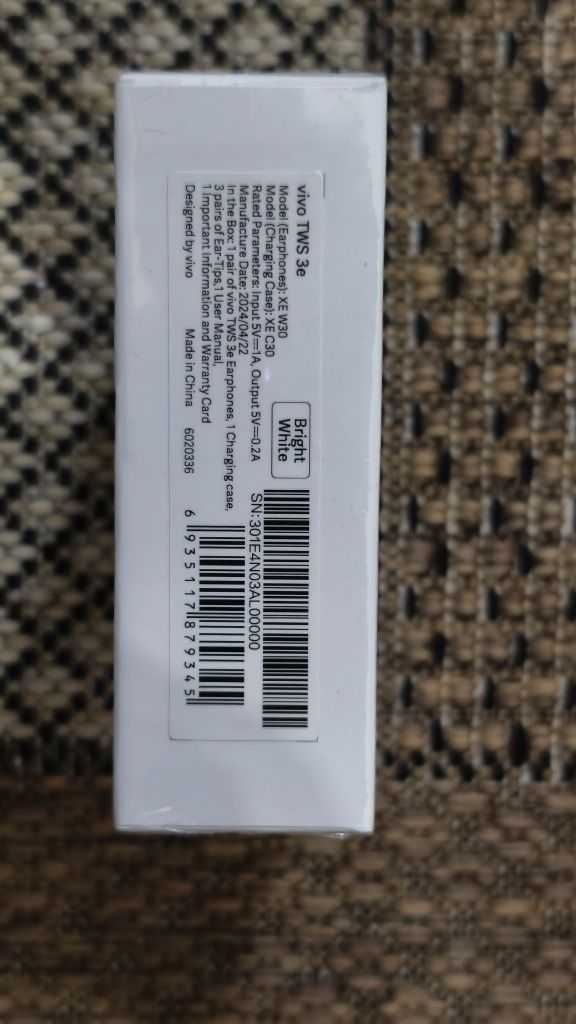 vivo TWS 3e
Model (Earphones): XE W30
Model (Charging Case): XE C30
Rated Parameters: Input 5V⎓1A, Output 5V⎓0.2A
Manufacture Date: 2024/04/22
In the Box: 1 pair of vivo TWS 3e Earphones, 1 Charging case,
3 pairs of Ear-Tips,1 User Manual,
1 Important Information and Warranty Card
Designed by vivo Made in China 6020336
Bright
White
SN:301E4N03AL00000
6 935117 879345